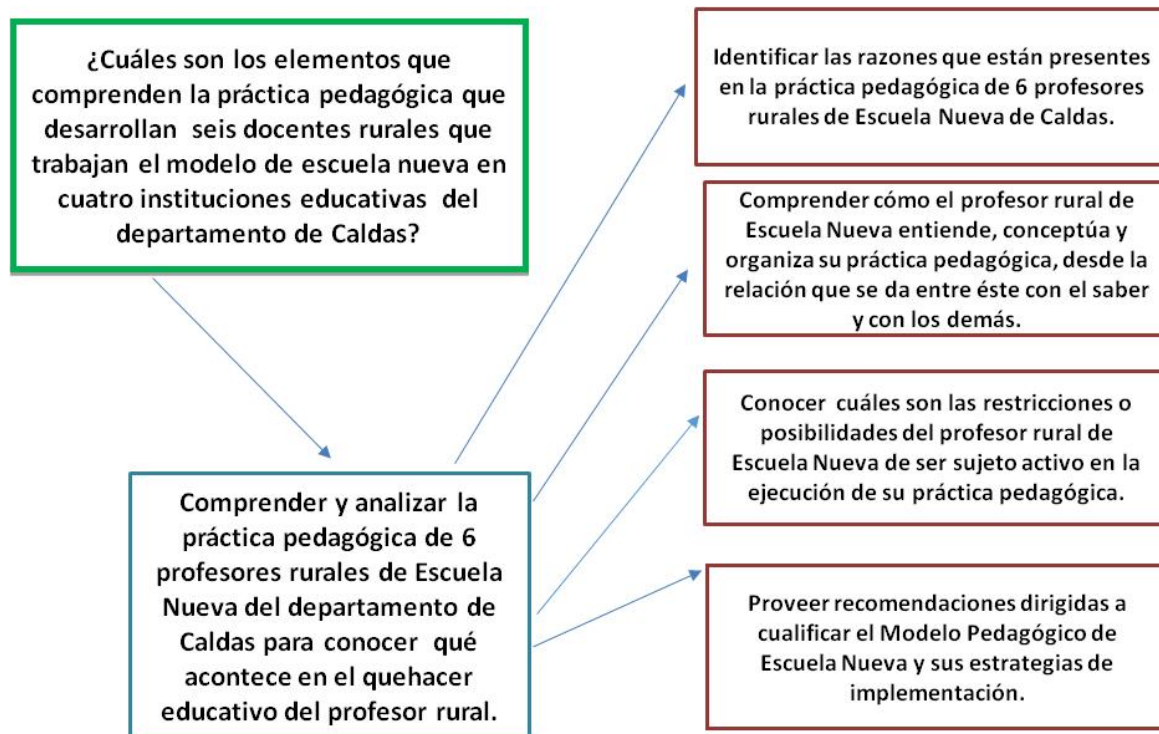 ¿Cuáles son los elementos que
comprenden la práctica pedagógica que
desarrollan seis docentes rurales que
trabajan el modelo de escuela nueva en
cuatro instituciones educativas del
departamento de Caldas?
Comprender y analizar la
práctica pedagógica de 6
profesores rurales de Escuela
Nueva del departamento de
Caldas para conocer qué
acontece en el quehacer
educativo del profesor rural.
Identificar las razones que están presentes
en la práctica pedagógica de 6 profesores
rurales de Escuela Nueva de Caldas.
Comprender cómo el profesor rural de
Escuela Nueva entiende, conceptúa y
organiza su práctica pedagógica, desde la
relación que se da entre éste con el saber
y con los demás.
Conocer cuáles son las restricciones o
posibilidades del profesor rural de
Escuela Nueva de ser sujeto activo en la
ejecución de su práctica pedagógica.
Proveer recomendaciones dirigidas a
cualificar el Modelo Pedagógico de
Escuela Nueva y sus estrategias de
implementación.